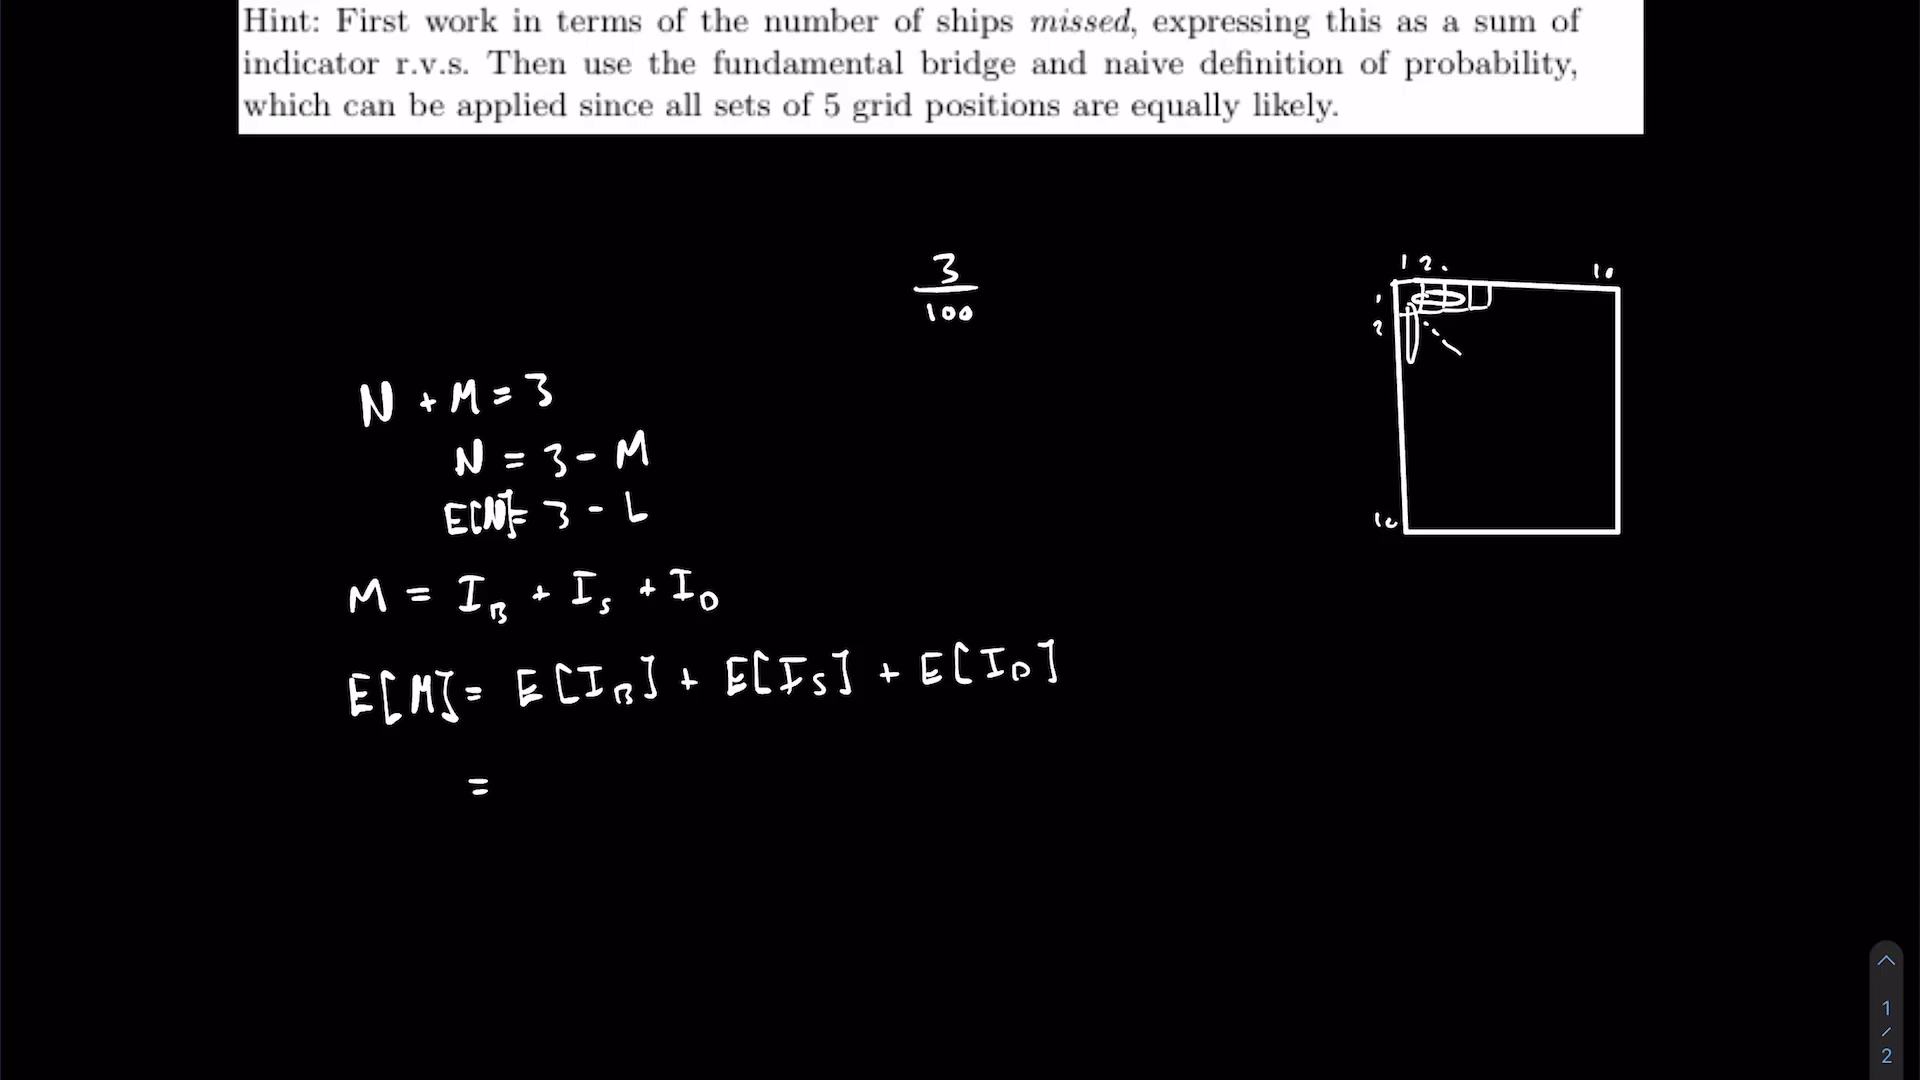 Hint: First work in terms of the number of ships missed, expressing this as a sum of
indicator r.v.s. Then use the fundamental bridge and naive definition of probability,
which can be applied since all sets of 5 grid positions are equally likely.
3
100
1 2 . 10
1
2
10
N + M = 3
N = 3 - M
E[N] = 3 - L
M = I_B + I_S + I_D
E[M] = E[I_B] + E[I_S] + E[I_D]
=
1
/
2